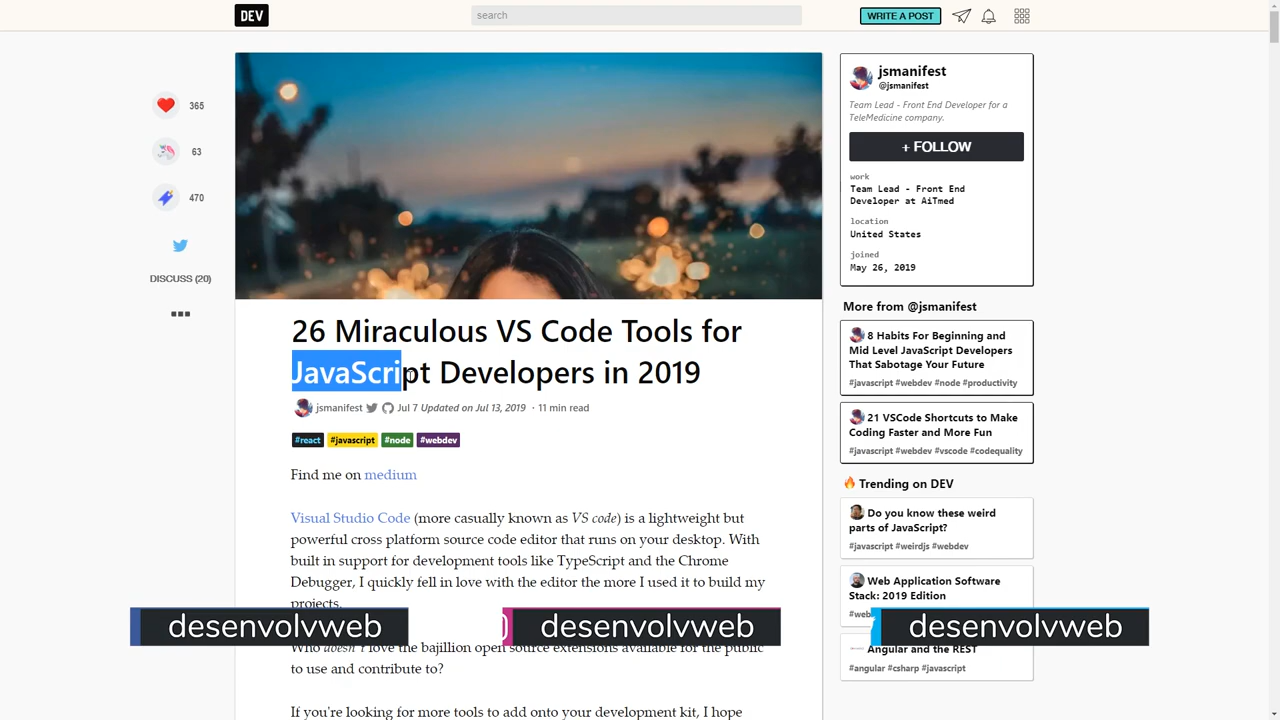 DEV
search
WRITE A POST
365
63
470
DISCUSS (20)
26 Miraculous VS Code Tools for
JavaScript Developers in 2019
jsmanifest Jul 7 Updated on Jul 13, 2019 · 11 min read
#react #javascript #node #webdev
Find me on medium
Visual Studio Code (more casually known as VS code) is a lightweight but
powerful cross platform source code editor that runs on your desktop. With
built in support for development tools like TypeScript and the Chrome
Debugger, I quickly fell in love with the editor the more I used it to build my
projects.
Who doesn't love the bajillion open source extensions available for the public
to use and contribute to?
If you're looking for more tools to add onto your development kit, I hope
jsmanifest
@jsmanifest
Team Lead - Front End Developer for a
TeleMedicine company.
+ FOLLOW
work
Team Lead - Front End
Developer at AiTmed
location
United States
joined
May 26, 2019
More from @jsmanifest
8 Habits For Beginning and
Mid Level JavaScript Developers
That Sabotage Your Future
#javascript #webdev #node #productivity
21 VSCode Shortcuts to Make
Coding Faster and More Fun
#javascript #webdev #vscode #codequality
🔥 Trending on DEV
Do you know these weird
parts of JavaScript?
#javascript #weirdjs #webdev
Web Application Software
Stack: 2019 Edition
Angular and the REST
#angular #csharp #javascript
desenvolvweb
desenvolvweb
desenvolvweb